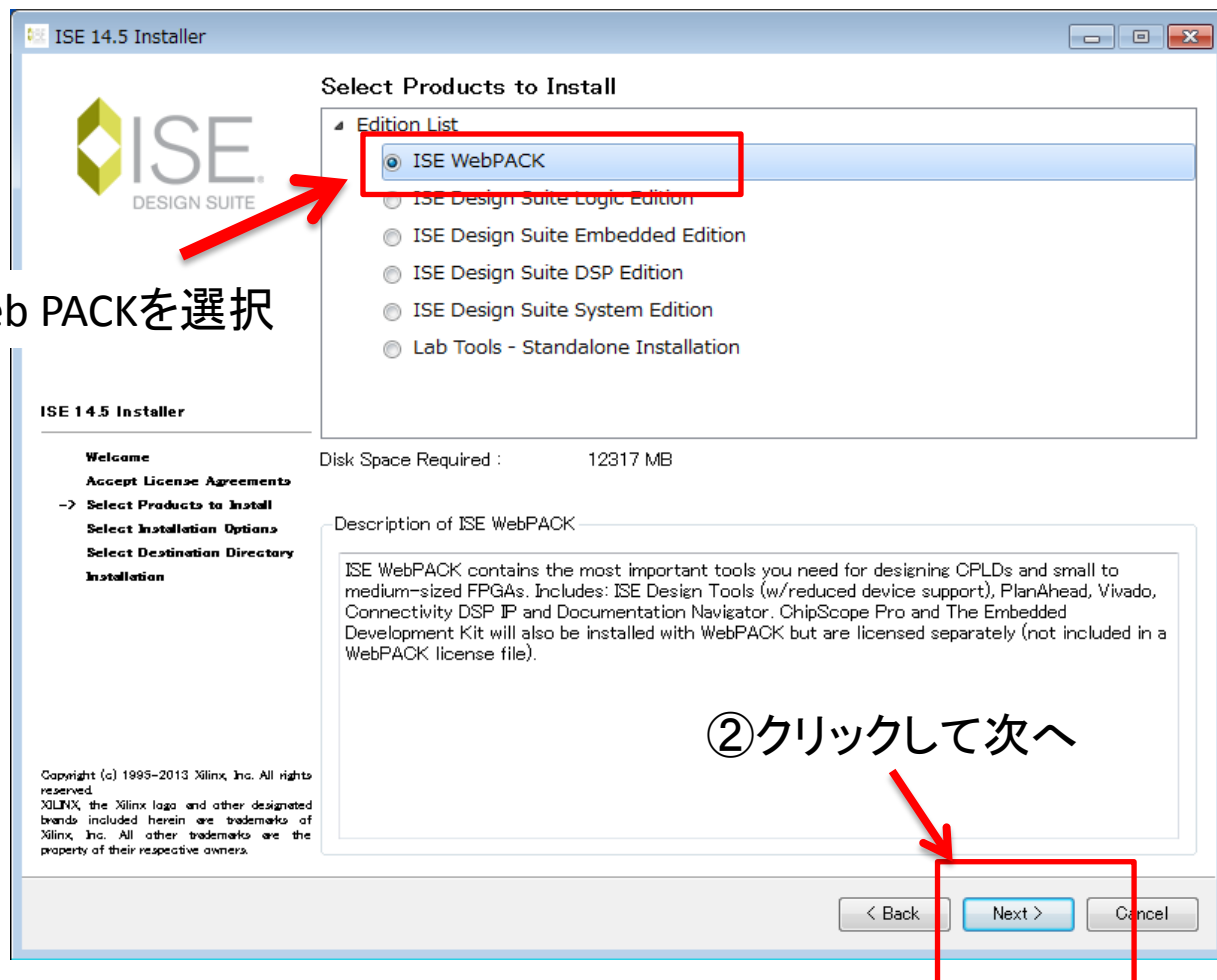 ISE 14.5 Installer
ISE
DESIGN SUITE
Select Products to Install
Edition List
ISE WebPACK
ISE Design Suite Logic Edition
ISE Design Suite Embedded Edition
ISE Design Suite DSP Edition
ISE Design Suite System Edition
Lab Tools - Standalone Installation
PACKを選択
ISE 14.5 Installer
Welcome
Accept License Agreements
-> Select Products to Install
Select Installation Options
Select Destination Directory
Installation
Disk Space Required : 12317 MB
Description of ISE WebPACK
ISE WebPACK contains the most important tools you need for designing CPLDs and small to
medium-sized FPGAs. Includes: ISE Design Tools (w/reduced device support), PlanAhead, Vivado,
Connectivity DSP IP and Documentation Navigator. ChipScope Pro and The Embedded
Development Kit will also be installed with WebPACK but are licensed separately (not included in a
WebPACK license file).
②クリックして次へ
Copyright (c) 1995-2013 Xilinx, Inc. All rights
reserved.
XILINX, the Xilinx logo and other designated
brands included herein are trademarks of
Xilinx, Inc. All other trademarks are the
property of their respective owners.
< Back
Next >
Cancel